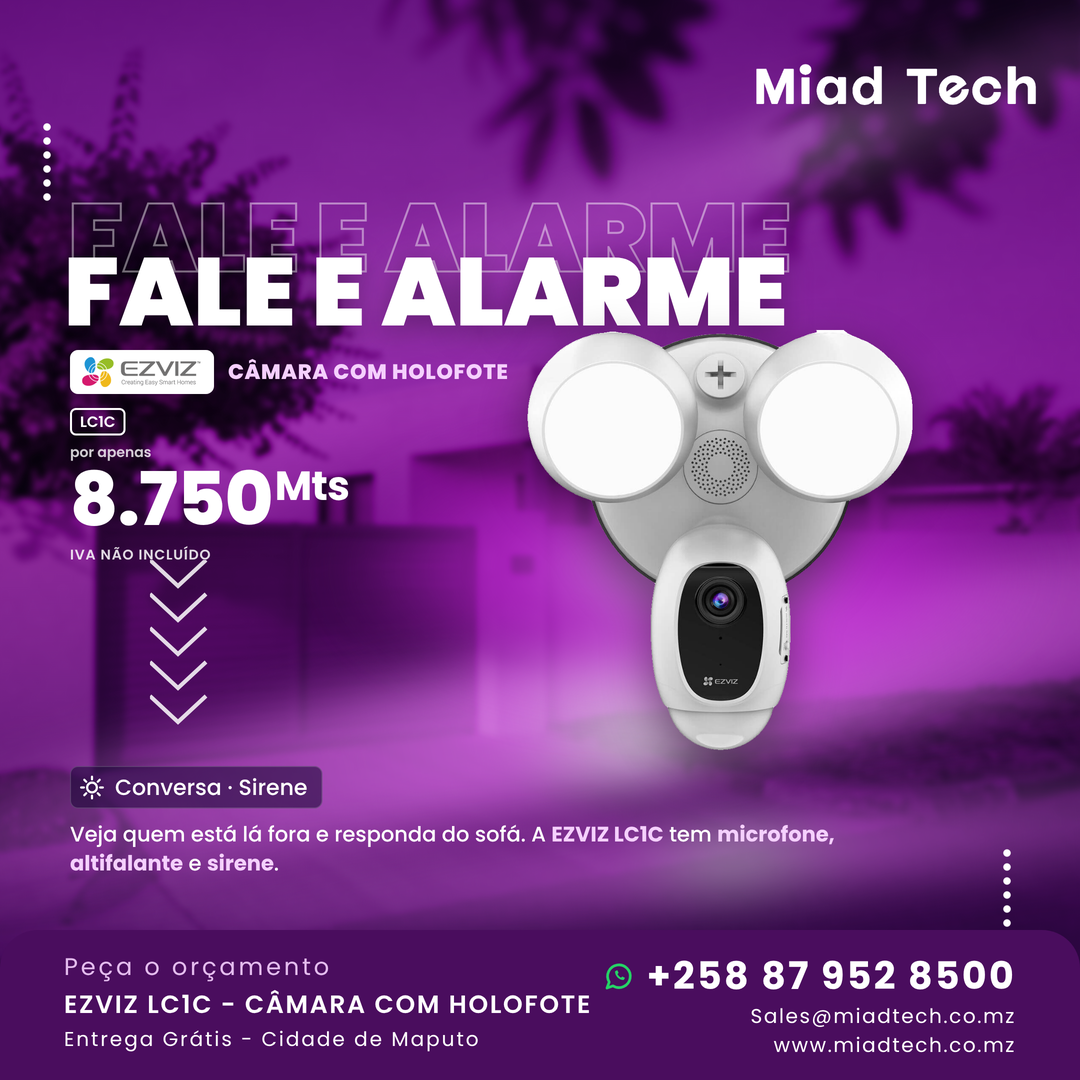 Miad Tech
FALE E ALARME
FALE E ALARME
EZVIZ™
Creating Easy Smart Homes
CÂMARA COM HOLOFOTE
LC1C
por apenas
8.750Mts
IVA NÃO INCLUÍDO
EZVIZ
Conversa · Sirene
Veja quem está lá fora e responda do sofá. A EZVIZ LC1C tem microfone,
altifalante e sirene.
Peça o orçamento
EZVIZ LC1C - CÂMARA COM HOLOFOTE
Entrega Grátis - Cidade de Maputo
+258 87 952 8500
Sales@miadtech.co.mz
www.miadtech.co.mz